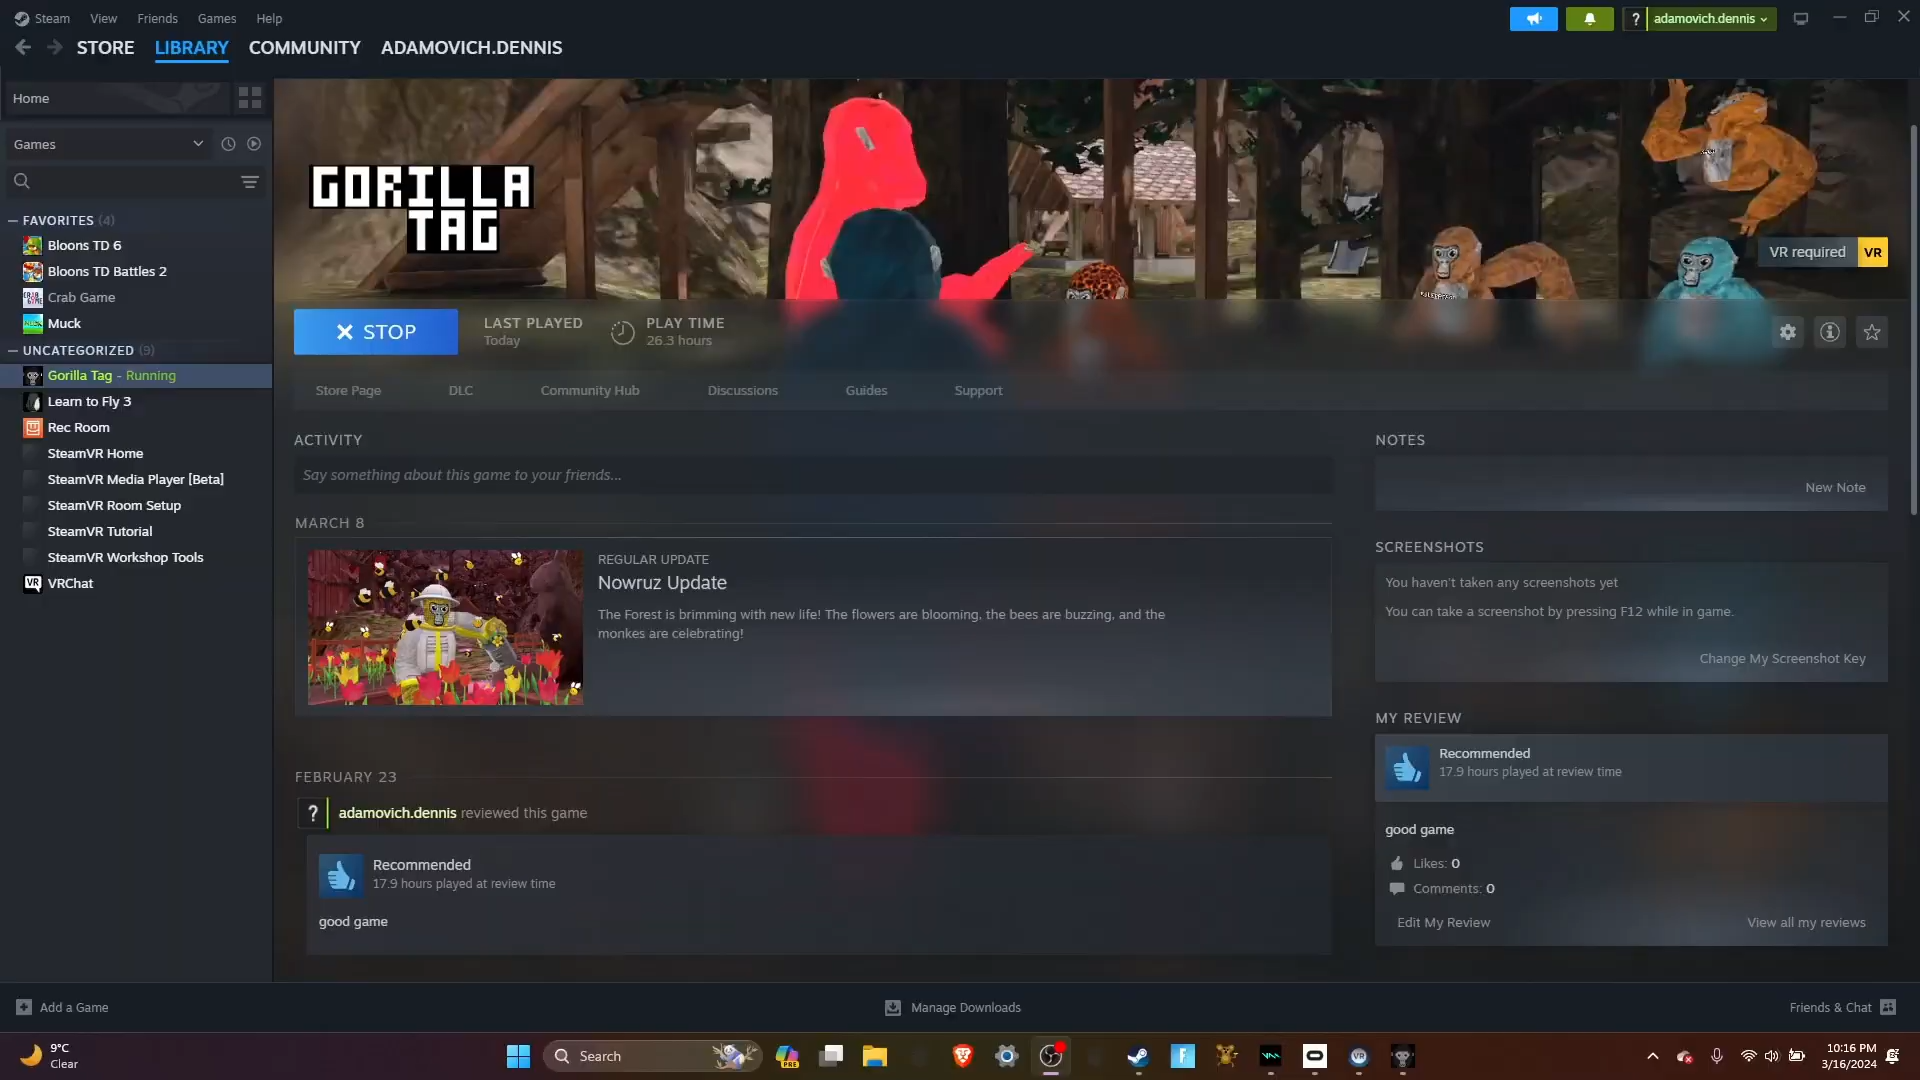 Steam View Friends Games Help
adamovich.dennis
STORE LIBRARY COMMUNITY ADAMOVICH.DENNIS
Home
Games
FAVORITES (4)
Bloons TD 6
Bloons TD Battles 2
Crab Game
Muck
UNCATEGORIZED (9)
Gorilla Tag - Running
Learn to Fly 3
Rec Room
SteamVR Home
SteamVR Media Player [Beta]
SteamVR Room Setup
SteamVR Tutorial
SteamVR Workshop Tools
VRChat
GORILLA
TAG
VR required VR
STOP
LAST PLAYED
Today
PLAY TIME
26.3 hours
Store Page DLC Community Hub Discussions Guides Support
ACTIVITY
Say something about this game to your friends...
MARCH 8
REGULAR UPDATE
Nowruz Update
The Forest is brimming with new life! The flowers are blooming, the bees are buzzing, and the
monkes are celebrating!
FEBRUARY 23
adamovich.dennis reviewed this game
Recommended
17.9 hours played at review time
good game
NOTES
New Note
SCREENSHOTS
You haven't taken any screenshots yet
You can take a screenshot by pressing F12 while in game.
Change My Screenshot Key
MY REVIEW
Recommended
17.9 hours played at review time
good game
Likes: 0
Comments: 0
Edit My Review View all my reviews
Add a Game Manage Downloads Friends & Chat
9°C
Clear
Search
PRE
10:16 PM
3/16/2024